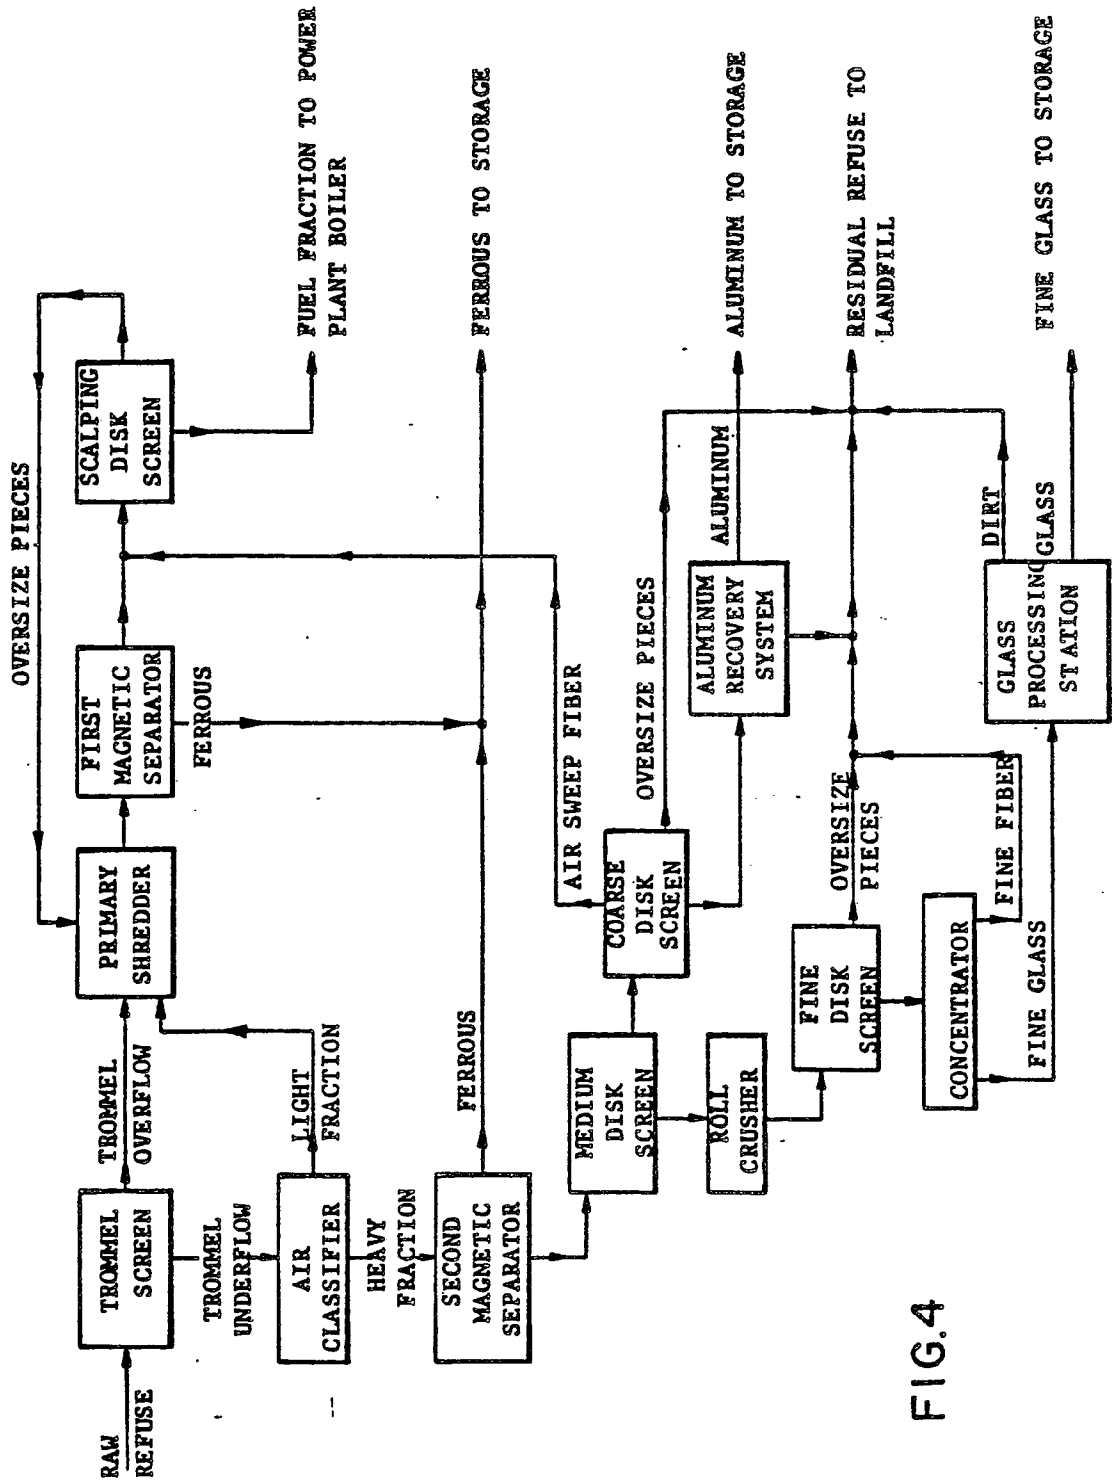 RAW
REFUSE
TROMMEL
SCREEN
TROMMEL
OVERFLOW
PRIMARY
SHREDDER
FIRST
MAGNETIC
SEPARATOR
SCALPING
DISK
SCREEN
OVERSIZE PIECES
FERROUS
FUEL FRACTION TO POWER
PLANT BOILER
TROMMEL
UNDERFLOW
AIR
CLASSIFIER
LIGHT
FRACTION
HEAVY
FRACTION
SECOND
MAGNETIC
SEPARATOR
FERROUS
FERROUS TO STORAGE
AIR SWEEP FIBER
MEDIUM
DISK
SCREEN
COARSE
DISK
SCREEN
OVERSIZE PIECES
ALUMINUM
RECOVERY
SYSTEM
ALUMINUM
ALUMINUM TO STORAGE
ROLL
CRUSHER
FINE
DISK
SCREEN
OVERSIZE
PIECES
RESIDUAL REFUSE TO
LANDFILL
CONCENTRATOR
FINE FIBER
FINE GLASS
GLASS
PROCESSING
STATION
DIRT
GLASS
FINE GLASS TO STORAGE
FIG.4